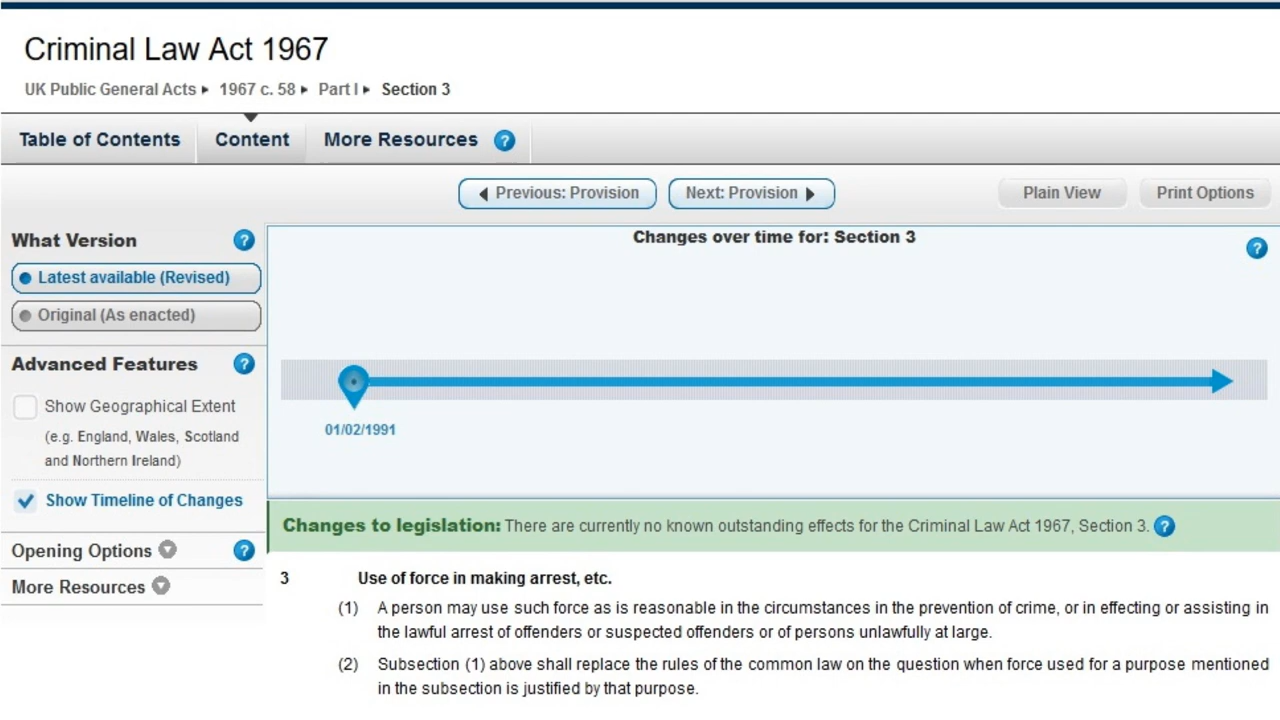 Criminal Law Act 1967
UK Public General Acts ▸ 1967 c. 58 ▸ Part I ▸ Section 3
Table of Contents Content More Resources ?
Previous: Provision Next: Provision Plain View Print Options
What Version ?
Latest available (Revised)
Original (As enacted)
Advanced Features ?
Show Geographical Extent
(e.g. England, Wales, Scotland
and Northern Ireland)
Show Timeline of Changes
Opening Options ?
More Resources
Changes over time for: Section 3
?
01/02/1991
Changes to legislation: There are currently no known outstanding effects for the Criminal Law Act 1967, Section 3. ?
3 Use of force in making arrest, etc.
(1) A person may use such force as is reasonable in the circumstances in the prevention of crime, or in effecting or assisting in
the lawful arrest of offenders or suspected offenders or of persons unlawfully at large.
(2) Subsection (1) above shall replace the rules of the common law on the question when force used for a purpose mentioned
in the subsection is justified by that purpose.